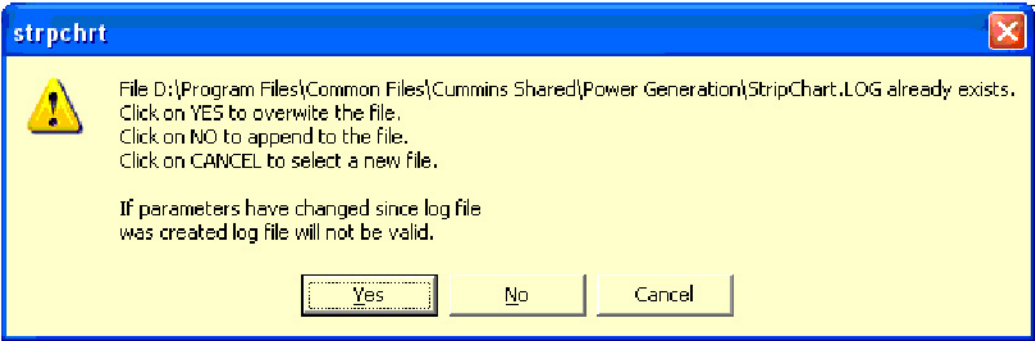 strpchrt
File D:\Program Files\Common Files\Cummins Shared\Power Generation\StripChart.LOG already exists.
Click on YES to overwite the file.
Click on NO to append to the file.
Click on CANCEL to select a new file.
If parameters have changed since log file
was created log file will not be valid.
Yes No Cancel